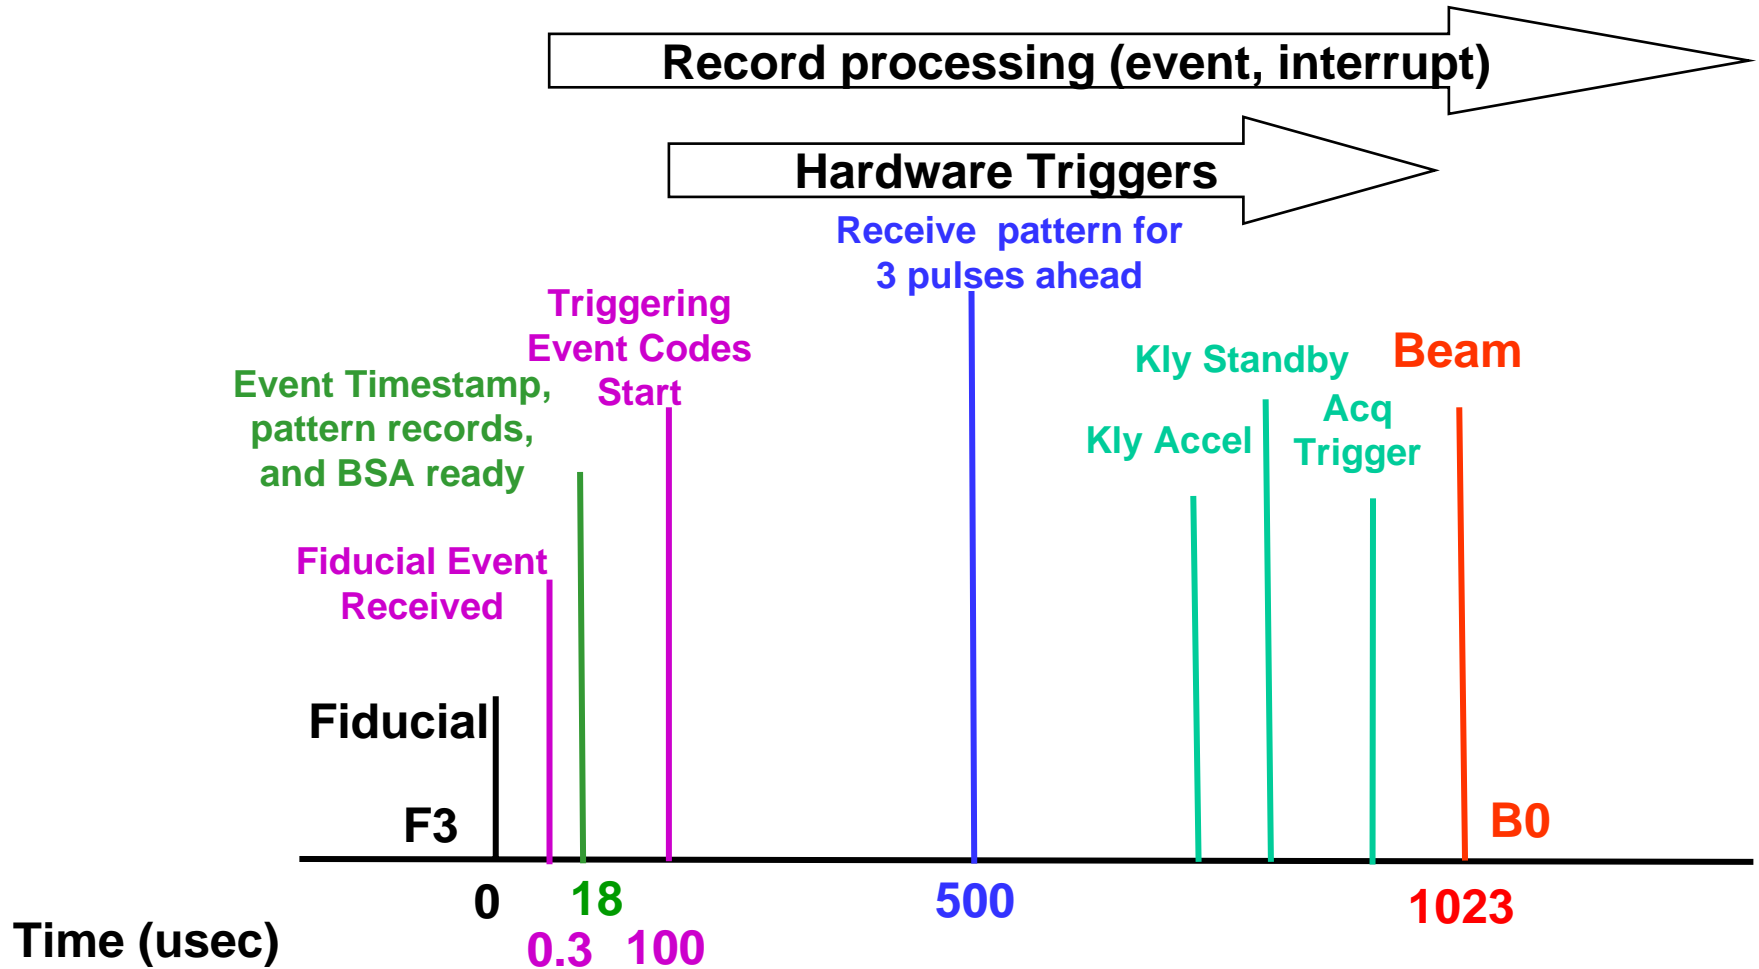 Record processing (event, interrupt)
Hardware Triggers
Receive pattern for
3 pulses ahead
Triggering
Event Codes
Start
Event Timestamp,
pattern records,
and BSA ready
Kly Standby
Beam
Kly Accel
Acq
Trigger
Fiducial Event
Received
Fiducial
F3
B0
0
18
500
1023
Time (usec)
0.3
100